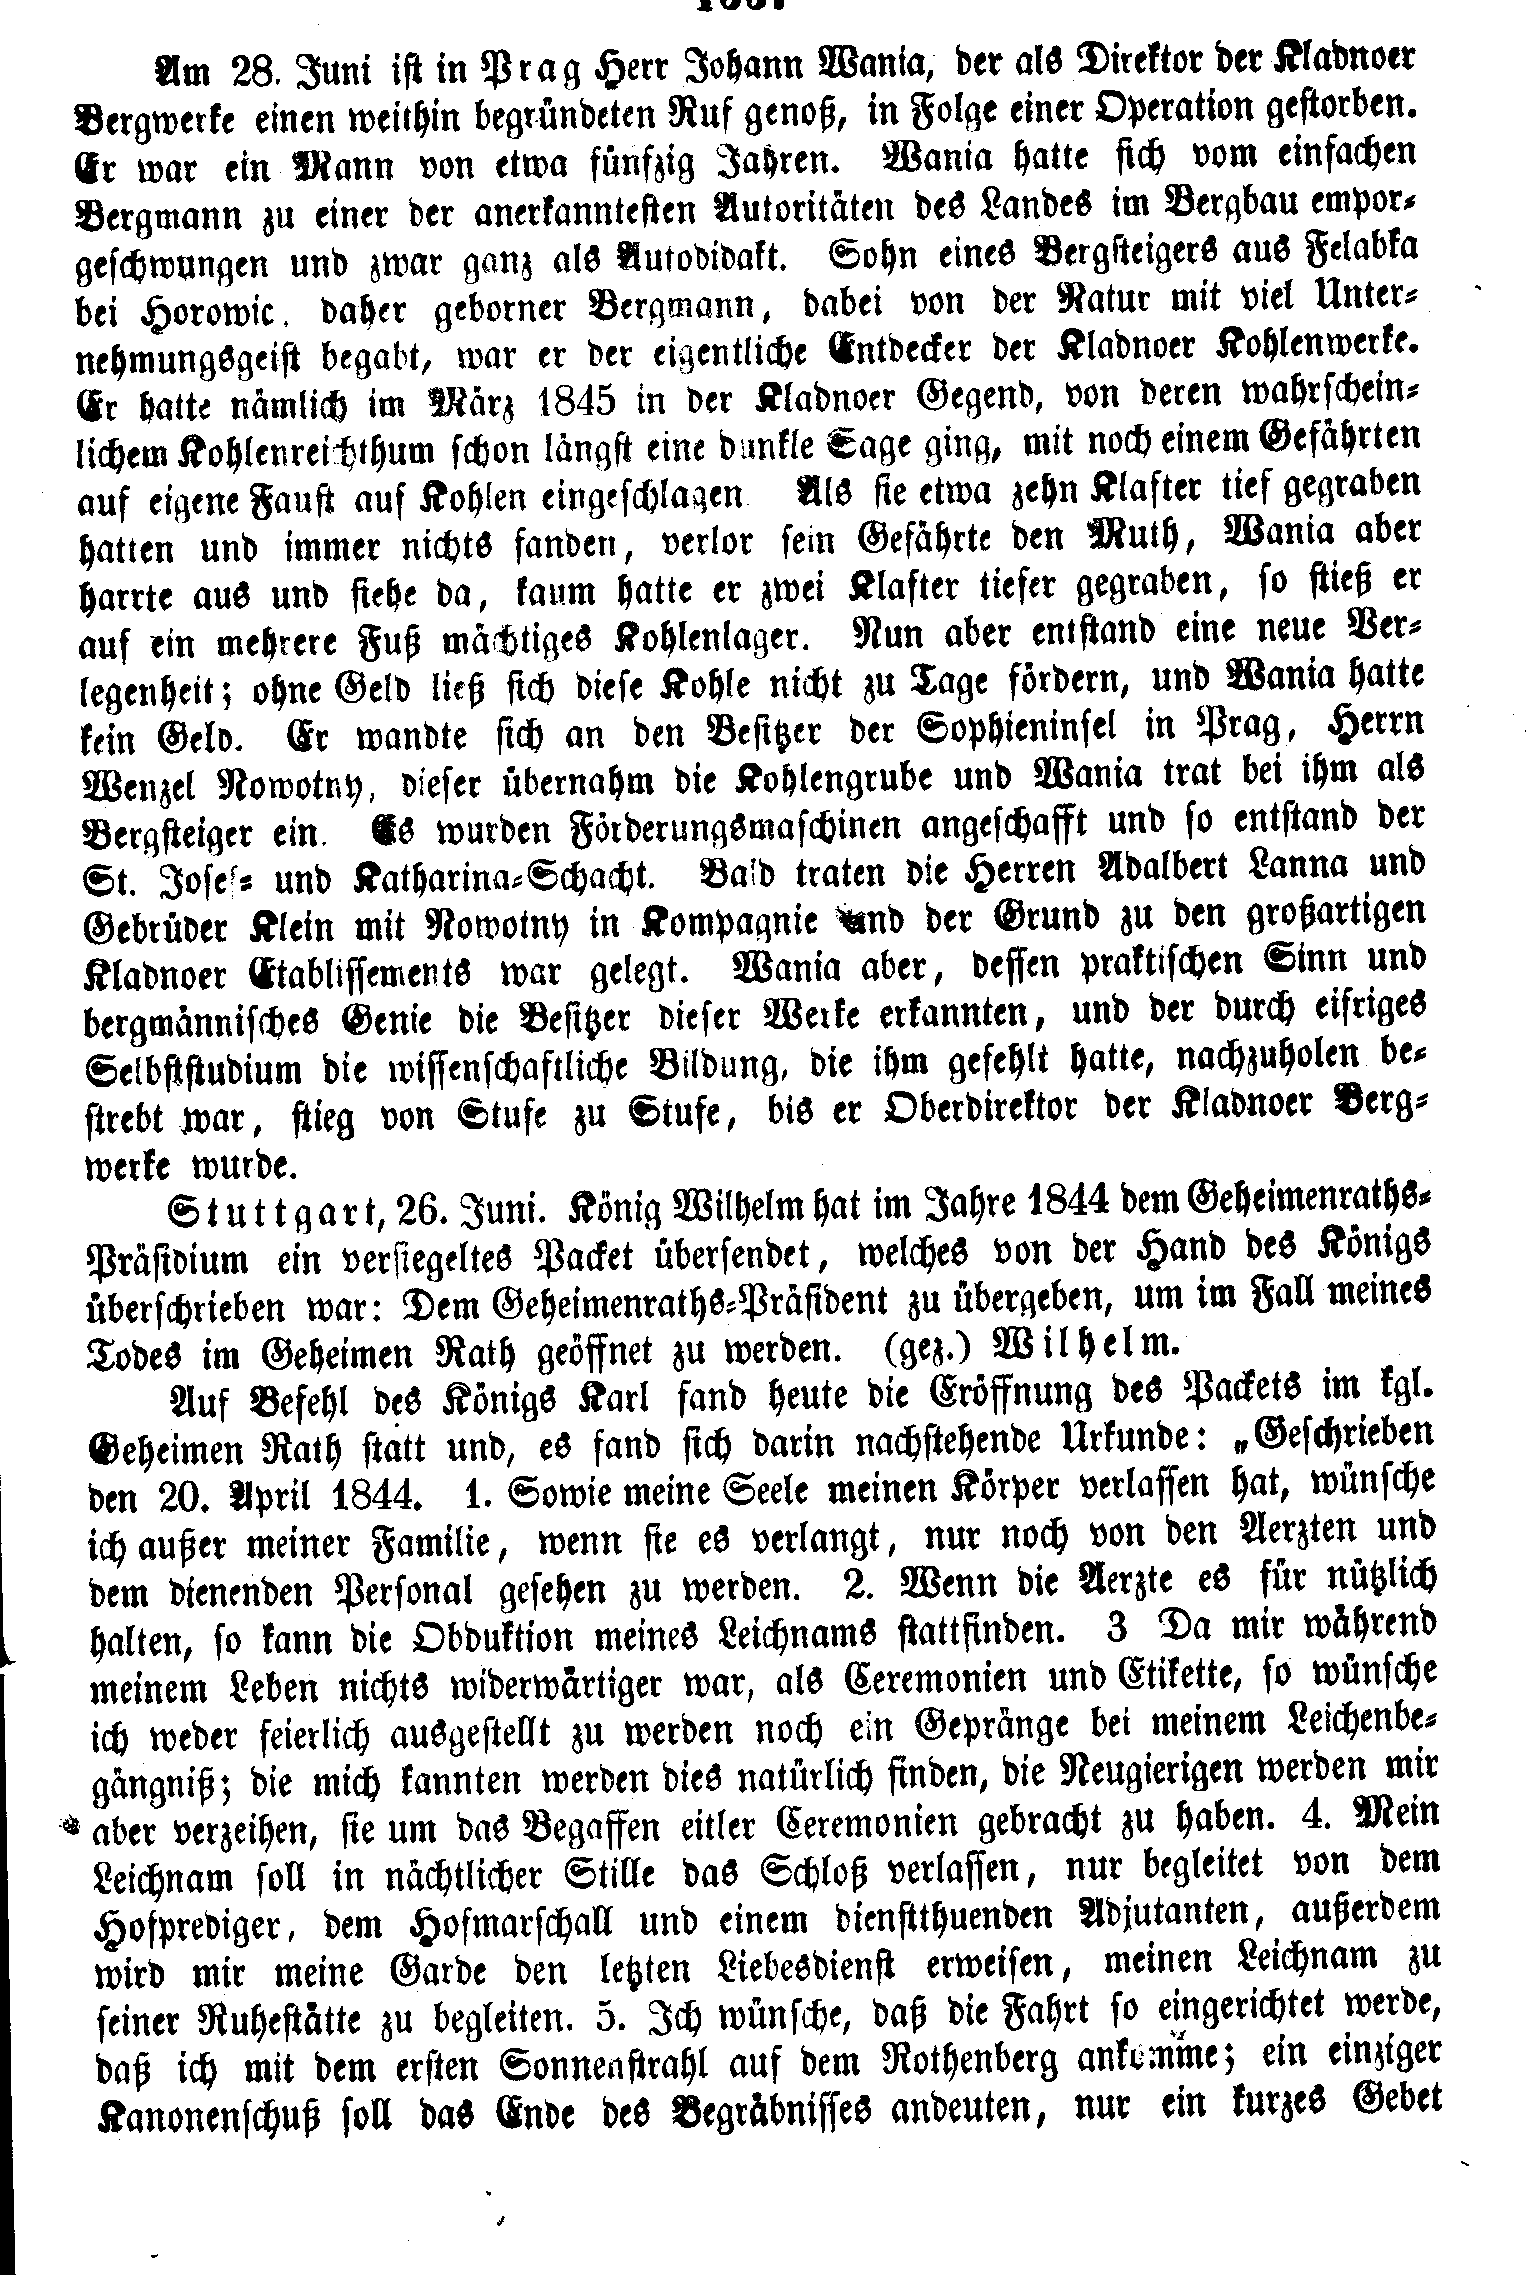 Am 28. Juni ist in Prag Herr Johann Wania, der als Direktor der Kladnoer
Bergwerke einen weithin begründeten Ruf genoß, in Folge einer Operation gestorben.
Er war ein Mann von etwa fünfzig Jahren. Wania hatte sich vom einfachen
Bergmann zu einer der anerkanntesten Autoritäten des Landes im Bergbau empor-
geschwungen und zwar ganz als Autodidakt. Sohn eines Bergsteigers aus Felabka
bei Horowic, daher geborner Bergmann, dabei von der Natur mit viel Unter-
nehmungsgeist begabt, war er der eigentliche Entdecker der Kladnoer Kohlenwerke.
Er hatte nämlich im März 1845 in der Kladnoer Gegend, von deren wahrschein-
lichem Kohlenreichthum schon längst eine dunkle Sage ging, mit noch einem Gefährten
auf eigene Faust auf Kohlen eingeschlagen Als sie etwa zehn Klafter tief gegraben
hatten und immer nichts fanden, verlor sein Gefährte den Muth, Wania aber
harrte aus und siehe da, kaum hatte er zwei Klafter tiefer gegraben, so stieß er
auf ein mehrere Fuß mächtiges Kohlenlager. Nun aber entstand eine neue Ver-
legenheit; ohne Geld ließ sich diese Kohle nicht zu Tage fördern, und Wania hatte
kein Geld. Er wandte sich an den Besitzer der Sophieninsel in Prag, Herrn
Wenzel Nowotny, dieser übernahm die Kohlengrube und Wania trat bei ihm als
Bergsteiger ein. Es wurden Förderungsmaschinen angeschafft und so entstand der
St. Josef- und Katharina-Schacht. Bald traten die Herren Adalbert Lanna und
Gebrüder Klein mit Nowotny in Kompagnie und der Grund zu den großartigen
Kladnoer Etablissements war gelegt. Wania aber, dessen praktischen Sinn und
bergmännisches Genie die Besitzer dieser Werke erkannten, und der durch eifriges
Selbststudium die wissenschaftliche Bildung, die ihm gefehlt hatte, nachzuholen be-
strebt war, stieg von Stufe zu Stufe, bis er Oberdirektor der Kladnoer Berg-
werke wurde.
Stuttgart, 26. Juni. König Wilhelm hat im Jahre 1844 dem Geheimenraths-
Präsidium ein versiegeltes Packet übersendet, welches von der Hand des Königs
überschrieben war: Dem Geheimenraths-Präsident zu übergeben, um im Fall meines
Todes im Geheimen Rath geöffnet zu werden. (gez.) Wilhelm.
Auf Befehl des Königs Karl fand heute die Eröffnung des Packets im kgl.
Geheimen Rath statt und, es fand sich darin nachstehende Urkunde: „Geschrieben
den 20. April 1844. 1. Sowie meine Seele meinen Körper verlassen hat, wünsche
ich außer meiner Familie, wenn sie es verlangt, nur noch von den Aerzten und
dem dienenden Personal gesehen zu werden. 2. Wenn die Aerzte es für nützlich
halten, so kann die Obduktion meines Leichnams stattfinden. 3 Da mir während
meinem Leben nichts widerwärtiger war, als Ceremonien und Etikette, so wünsche
ich weder feierlich ausgestellt zu werden noch ein Gepränge bei meinem Leichenbe-
gängniß; die mich kannten werden dies natürlich finden, die Neugierigen werden mir
aber verzeihen, sie um das Begaffen eitler Ceremonien gebracht zu haben. 4. Mein
Leichnam soll in nächtlicher Stille das Schloß verlassen, nur begleitet von dem
Hofprediger, dem Hofmarschall und einem dienstthuenden Adjutanten, außerdem
wird mir meine Garde den letzten Liebesdienst erweisen, meinen Leichnam zu
seiner Ruhestätte zu begleiten. 5. Ich wünsche, daß die Fahrt so eingerichtet werde,
daß ich mit dem ersten Sonnenstrahl auf dem Rothenberg ankomme; ein einziger
Kanonenschuß soll das Ende des Begräbnisses andeuten, nur ein kurzes Gebet